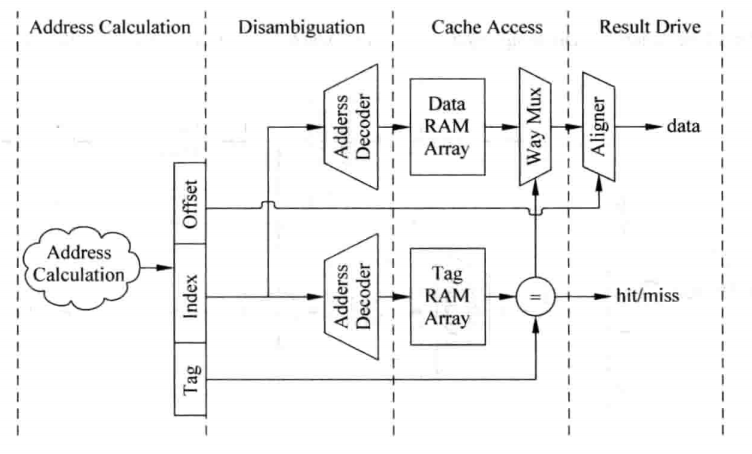 Address Calculation
Disambiguation
Cache Access
Result Drive
Adderss
Decoder
Data
RAM
Array
Way Mux
Aligner
data
Offset
Address
Calculation
Index
Adderss
Decoder
Tag
RAM
Array
=
hit/miss
Tag